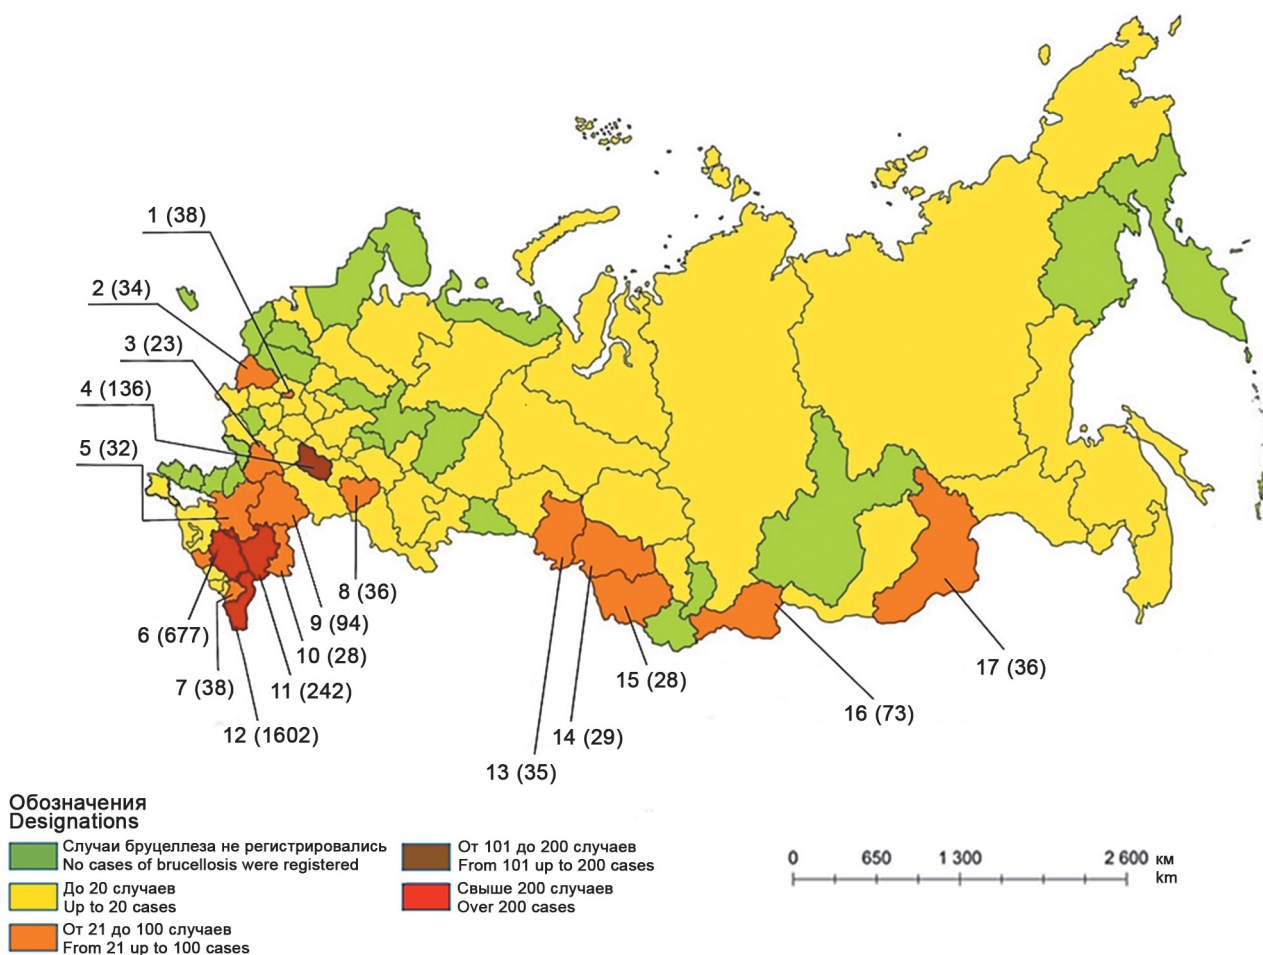 1 (38)
2 (34)
3 (23)
4 (136)
5 (32)
6 (677)
7 (38)
8 (36)
9 (94)
10 (28)
11 (242)
12 (1602)
13 (35)
14 (29)
15 (28)
16 (73)
17 (36)
Обозначения
Designations
Случаи бруцеллеза не регистрировались
No cases of brucellosis were registered
До 20 случаев
Up to 20 cases
От 21 до 100 случаев
From 21 up to 100 cases
От 101 до 200 случаев
From 101 up to 200 cases
Свыше 200 случаев
Over 200 cases
0 650 1 300 2 600 км
km